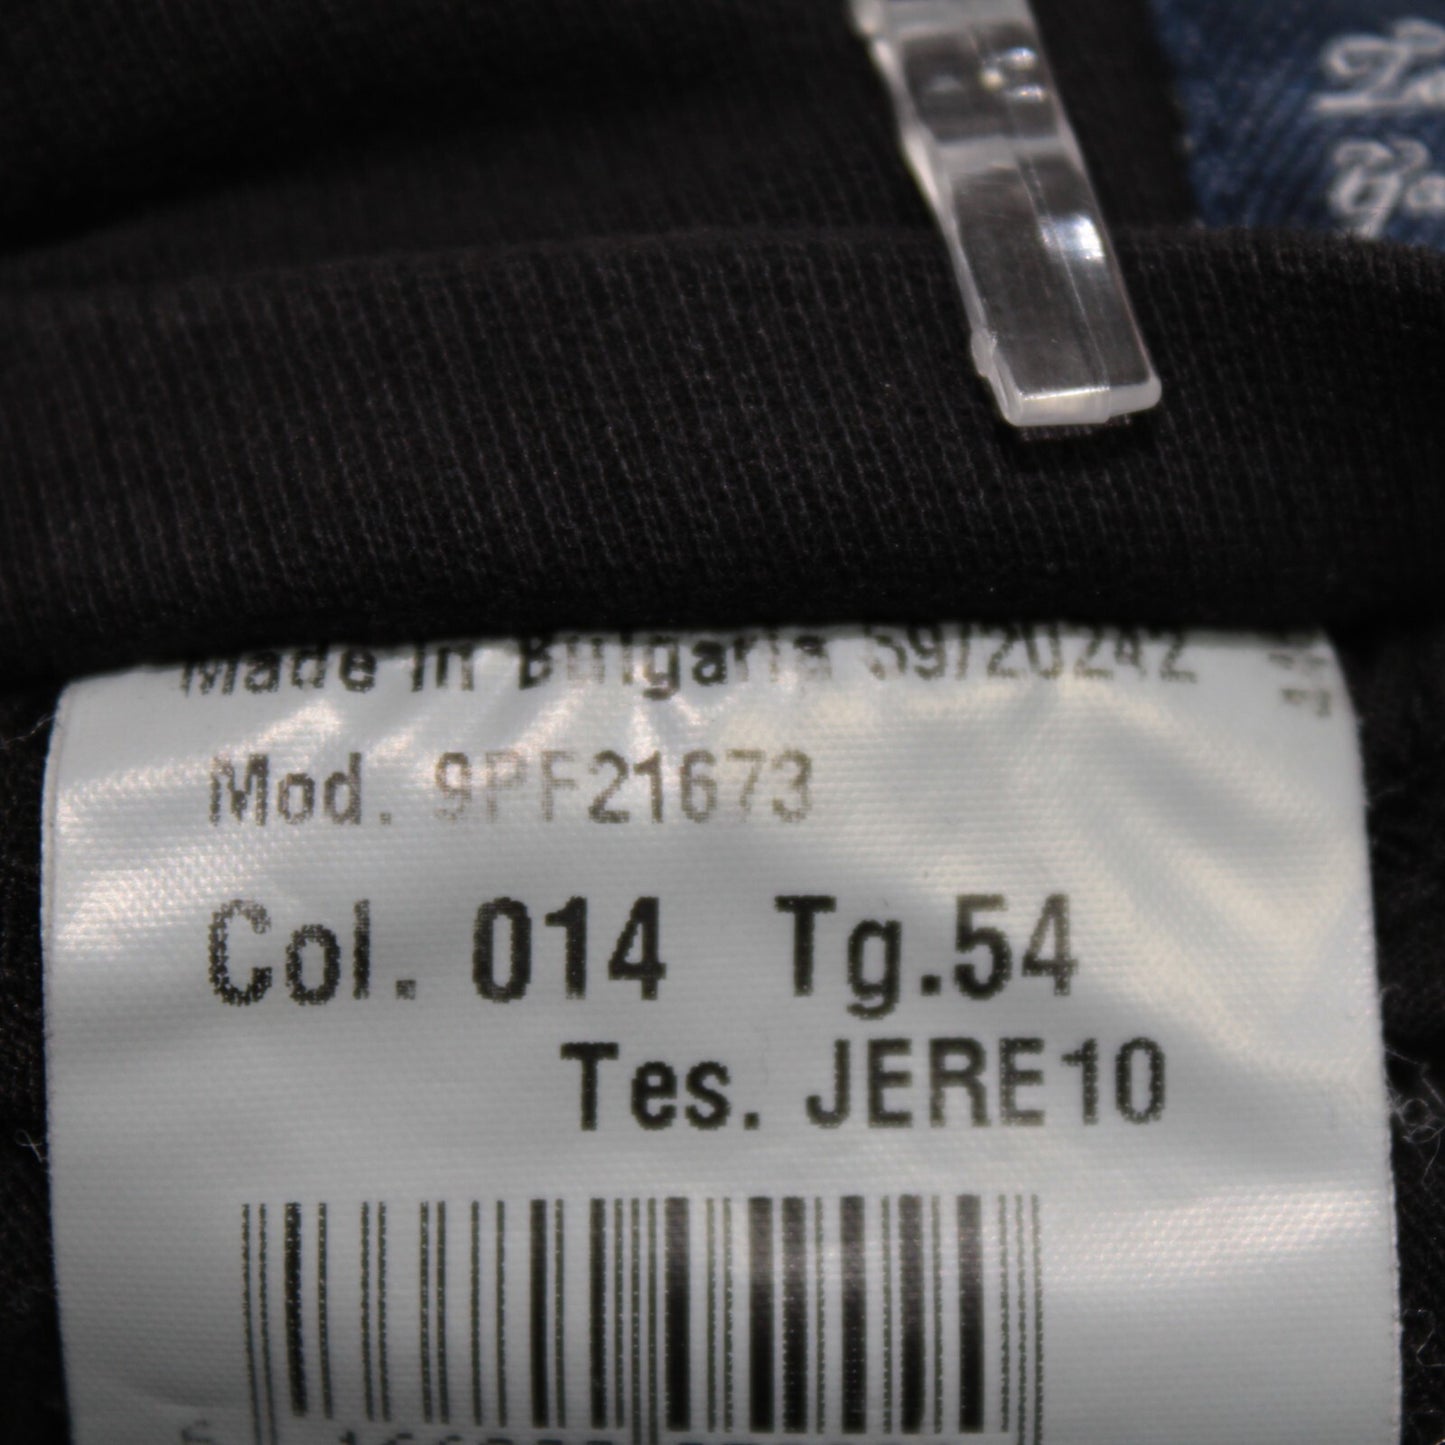 Made in Bulgaria 59/20242
Mod. 9PF21673
Col. 014 Tg.54
Tes. JERE10